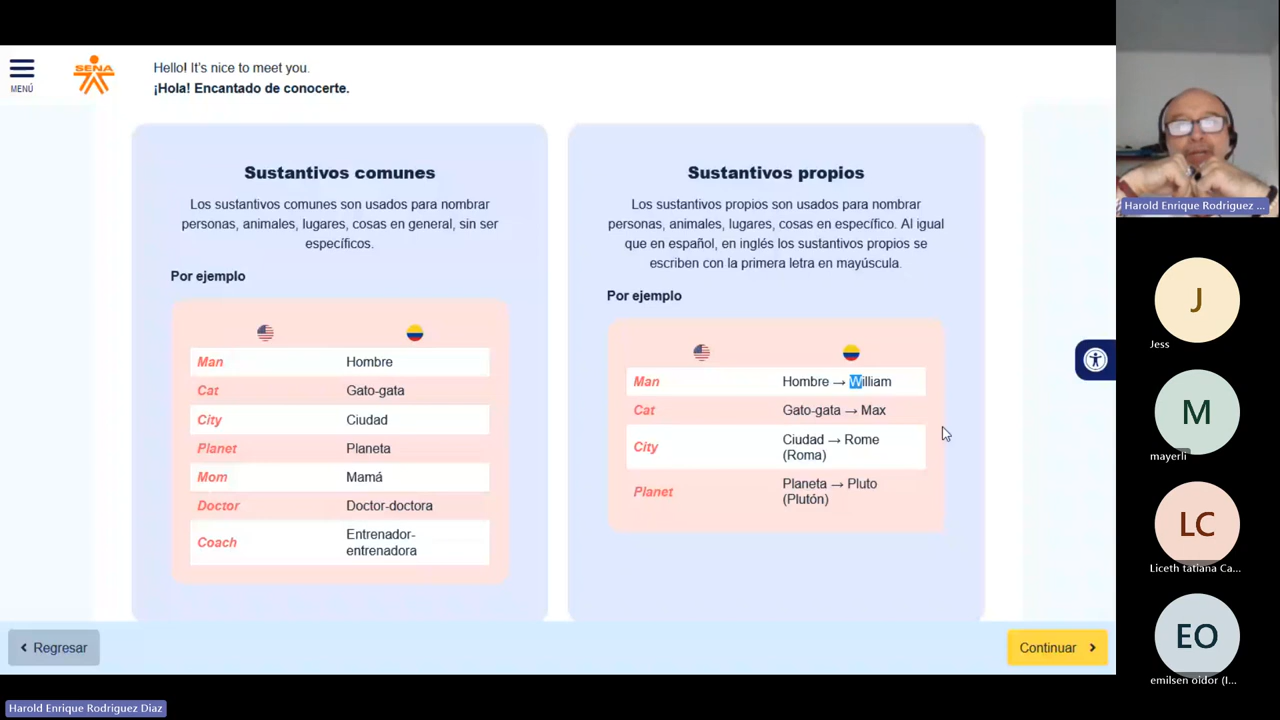 MENÚ
SENA
Hello! It's nice to meet you.
¡Hola! Encantado de conocerte.
Sustantivos comunes
Los sustantivos comunes son usados para nombrar
personas, animales, lugares, cosas en general, sin ser
específicos.
Por ejemplo
Man Hombre
Cat Gato-gata
City Ciudad
Planet Planeta
Mom Mamá
Doctor Doctor-doctora
Coach Entrenador-
entrenadora
Sustantivos propios
Los sustantivos propios son usados para nombrar
personas, animales, lugares, cosas en específico. Al igual
que en español, en inglés los sustantivos propios se
escriben con la primera letra en mayúscula.
Por ejemplo
Man Hombre → William
Cat Gato-gata → Max
City Ciudad → Rome
(Roma)
Planet Planeta → Pluto
(Plutón)
Regresar
Continuar
Harold Enrique Rodriguez Diaz
Harold Enrique Rodriguez ...
J
Jess
M
mayerli
LC
Liceth tatiana Ca...
EO
emilsen oidor (I...